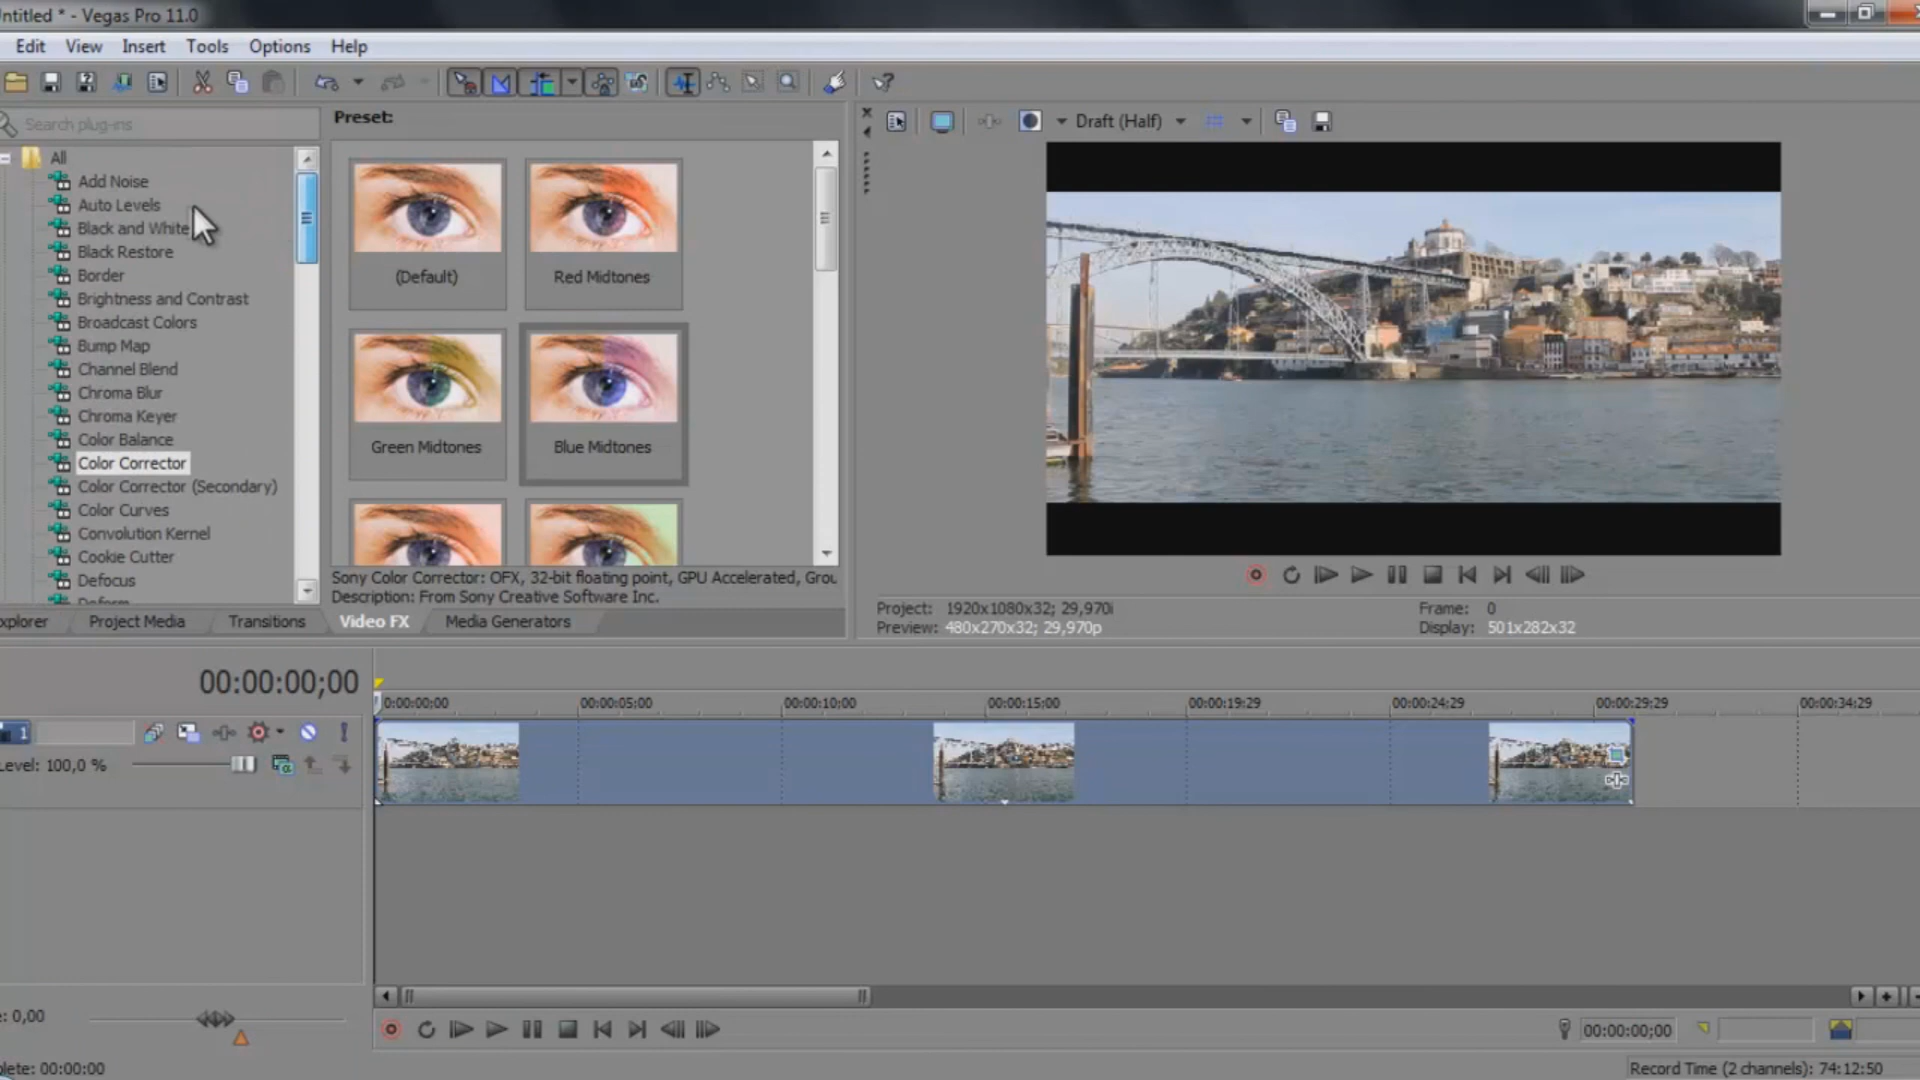 ntitled * - Vegas Pro 11.0
Edit View Insert Tools Options Help
Search plug-ins
All
Add Noise
Auto Levels
Black and White
Black Restore
Border
Brightness and Contrast
Broadcast Colors
Bump Map
Channel Blend
Chroma Blur
Chroma Keyer
Color Balance
Color Corrector
Color Corrector (Secondary)
Color Curves
Convolution Kernel
Cookie Cutter
Defocus
Deform
Preset:
(Default)
Red Midtones
Green Midtones
Blue Midtones
Sony Color Corrector: OFX, 32-bit floating point, GPU Accelerated, Grou
Description: From Sony Creative Software Inc.
xplorer Project Media Transitions Video FX Media Generators
Draft (Half)
Project: 1920x1080x32; 29,970i
Preview: 480x270x32; 29,970p
Frame: 0
Display: 501x282x32
00:00:00;00
0:00:00;00 00:00:05;00 00:00:10;00 00:00:15;00 00:00:19;29 00:00:24;29 00:00:29;29 00:00:34;29
1
Level: 100,0 %
e: 0,00
00:00:00;00
plete: 00:00:00
Record Time (2 channels): 74:12:50